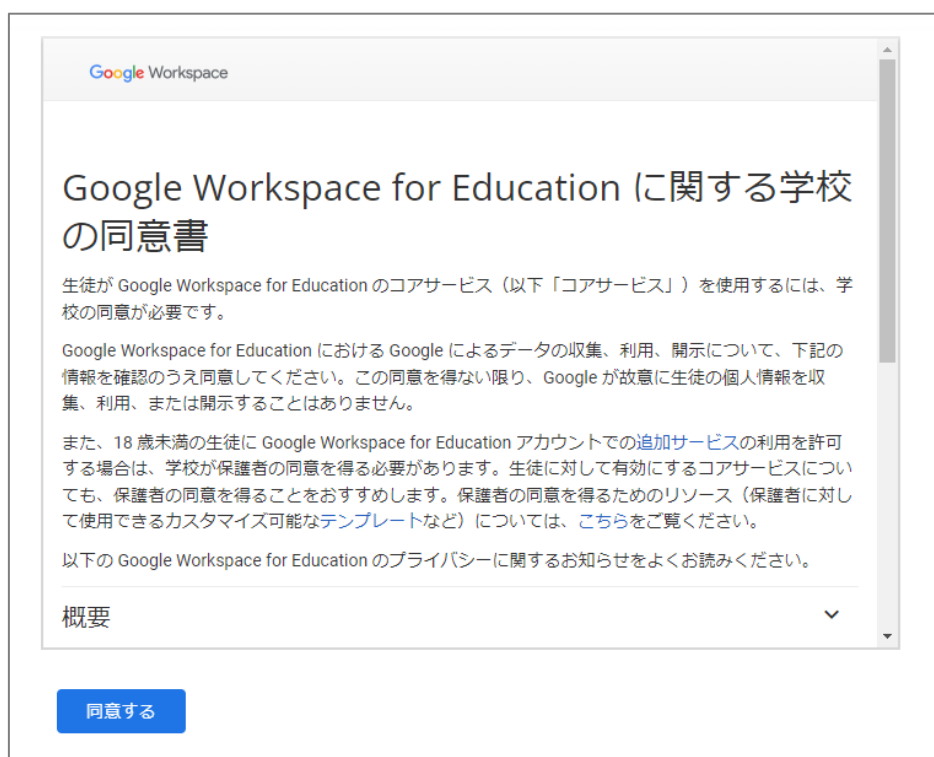 Google Workspace
Google Workspace for Education に関する学校
の同意書
生徒が Google Workspace for Education のコアサービス（以下「コアサービス」）を使用するには、学
校の同意が必要です。
Google Workspace for Education における Google によるデータの収集、利用、開示について、下記の
情報を確認のうえ同意してください。この同意を得ない限り、Google が故意に生徒の個人情報を収
集、利用、または開示することはありません。
また、18 歳未満の生徒に Google Workspace for Education アカウントでの追加サービスの利用を許可
する場合は、学校が保護者の同意を得る必要があります。生徒に対して有効にするコアサービスについ
ても、保護者の同意を得ることをおすすめします。保護者の同意を得るためのリソース（保護者に対し
て使用できるカスタマイズ可能なテンプレートなど）については、こちらをご覧ください。
以下の Google Workspace for Education のプライバシーに関するお知らせをよくお読みください。
概要
同意する